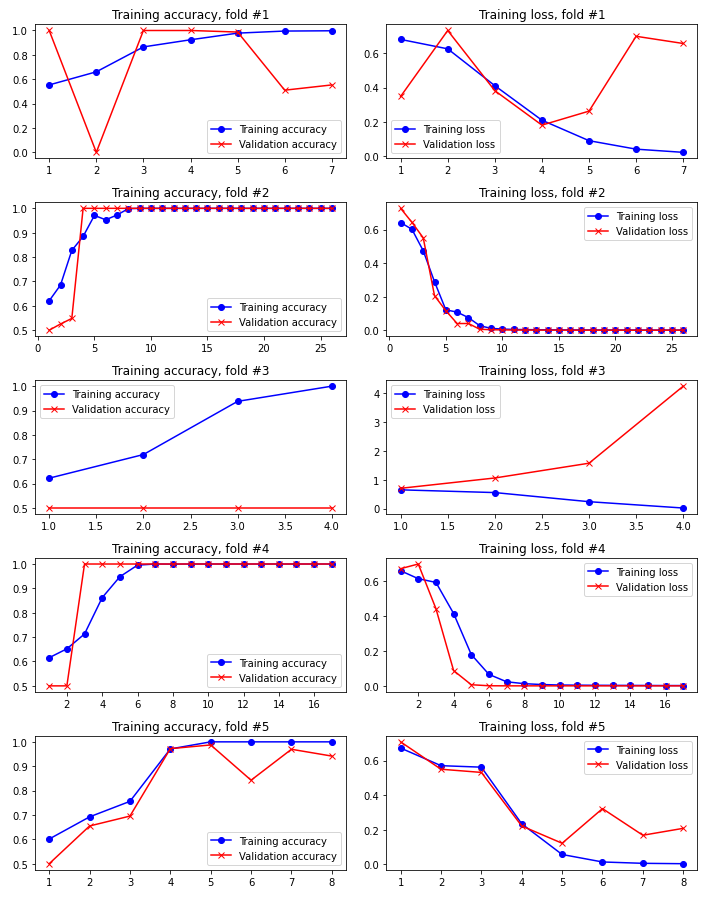 Training accuracy, fold #1
1.0
0.8
0.6
0.4
0.2
0.0
Training accuracy
Validation accuracy
1 2 3 4 5 6 7
Training loss, fold #1
0.6
0.4
0.2
0.0
Training loss
Validation loss
1 2 3 4 5 6 7
Training accuracy, fold #2
1.0
0.9
0.8
0.7
0.6
0.5
Training accuracy
Validation accuracy
0 5 10 15 20 25
Training loss, fold #2
0.6
0.4
0.2
0.0
Training loss
Validation loss
0 5 10 15 20 25
Training accuracy, fold #3
1.0
0.9
0.8
0.7
0.6
0.5
Training accuracy
Validation accuracy
1.0 1.5 2.0 2.5 3.0 3.5 4.0
Training loss, fold #3
4
3
2
1
0
Training loss
Validation loss
1.0 1.5 2.0 2.5 3.0 3.5 4.0
Training accuracy, fold #4
1.0
0.9
0.8
0.7
0.6
0.5
Training accuracy
Validation accuracy
2 4 6 8 10 12 14 16
Training loss, fold #4
0.6
0.4
0.2
0.0
Training loss
Validation loss
2 4 6 8 10 12 14 16
Training accuracy, fold #5
1.0
0.9
0.8
0.7
0.6
0.5
Training accuracy
Validation accuracy
1 2 3 4 5 6 7 8
Training loss, fold #5
0.6
0.4
0.2
0.0
Training loss
Validation loss
1 2 3 4 5 6 7 8